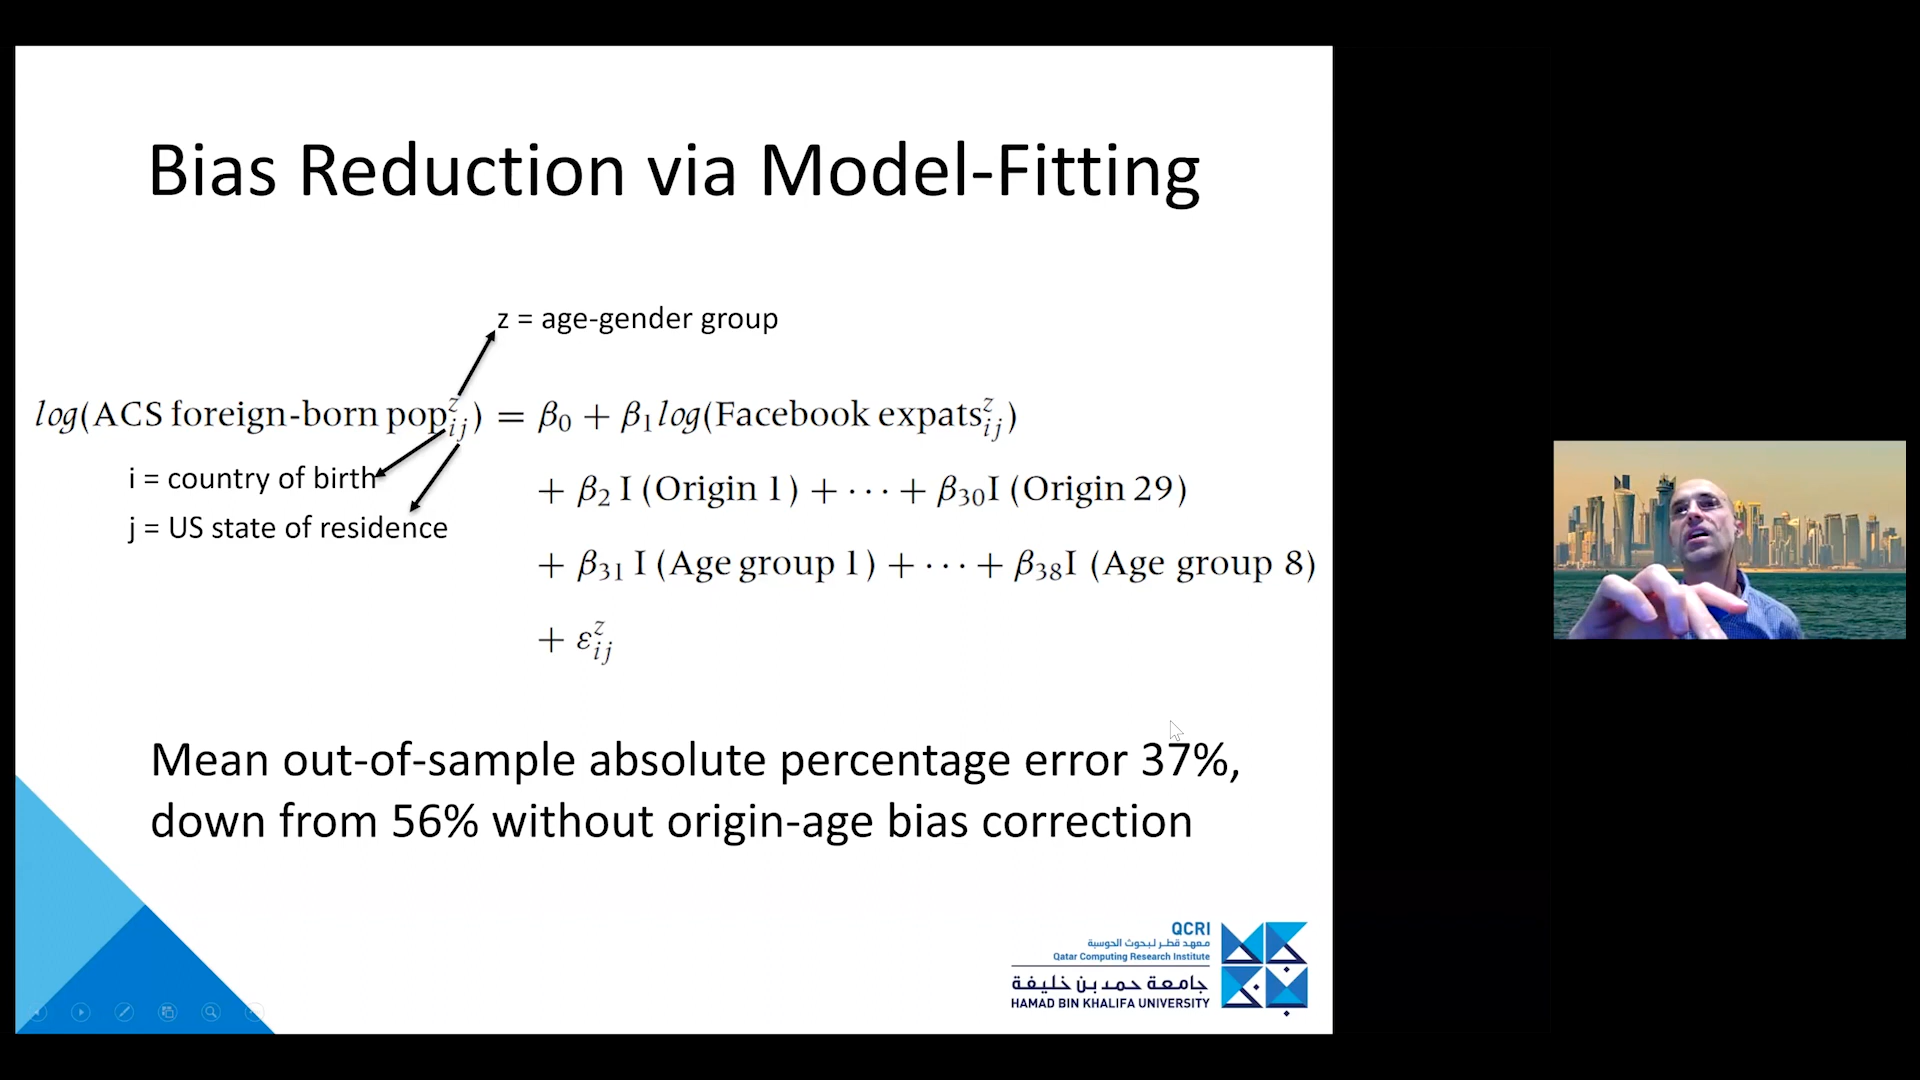 Bias Reduction via Model-Fitting
z = age-gender group
log(ACS foreign-born pop^z_ij) = β0 + β1log(Facebook expats^z_ij)
i = country of birth
+ β2 I (Origin 1) + ··· + β30I (Origin 29)
j = US state of residence
+ β31 I (Age group 1) + ··· + β38I (Age group 8)
+ ε^z_ij
Mean out-of-sample absolute percentage error 37%,
down from 56% without origin-age bias correction
QCRI
معهد قطر لبحوث الحوسبة
Qatar Computing Research Institute
جامعة حمد بن خليفة
HAMAD BIN KHALIFA UNIVERSITY